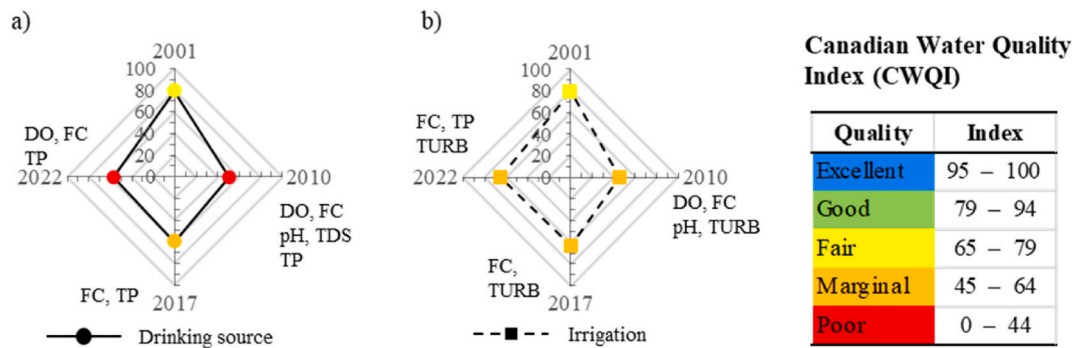 a)
2001
100
80
60
40
20
0
DO, FC
TP
2022
2010
DO, FC
pH, TDS
TP
FC, TP
2017
Drinking source
b)
2001
100
80
60
40
20
0
FC, TP
TURB
2022
2010
DO, FC
pH, TURB
FC,
TURB
2017
Irrigation
Canadian Water Quality
Index (CWQI)
Quality Index
Excellent 95 – 100
Good 79 – 94
Fair 65 – 79
Marginal 45 – 64
Poor 0 – 44